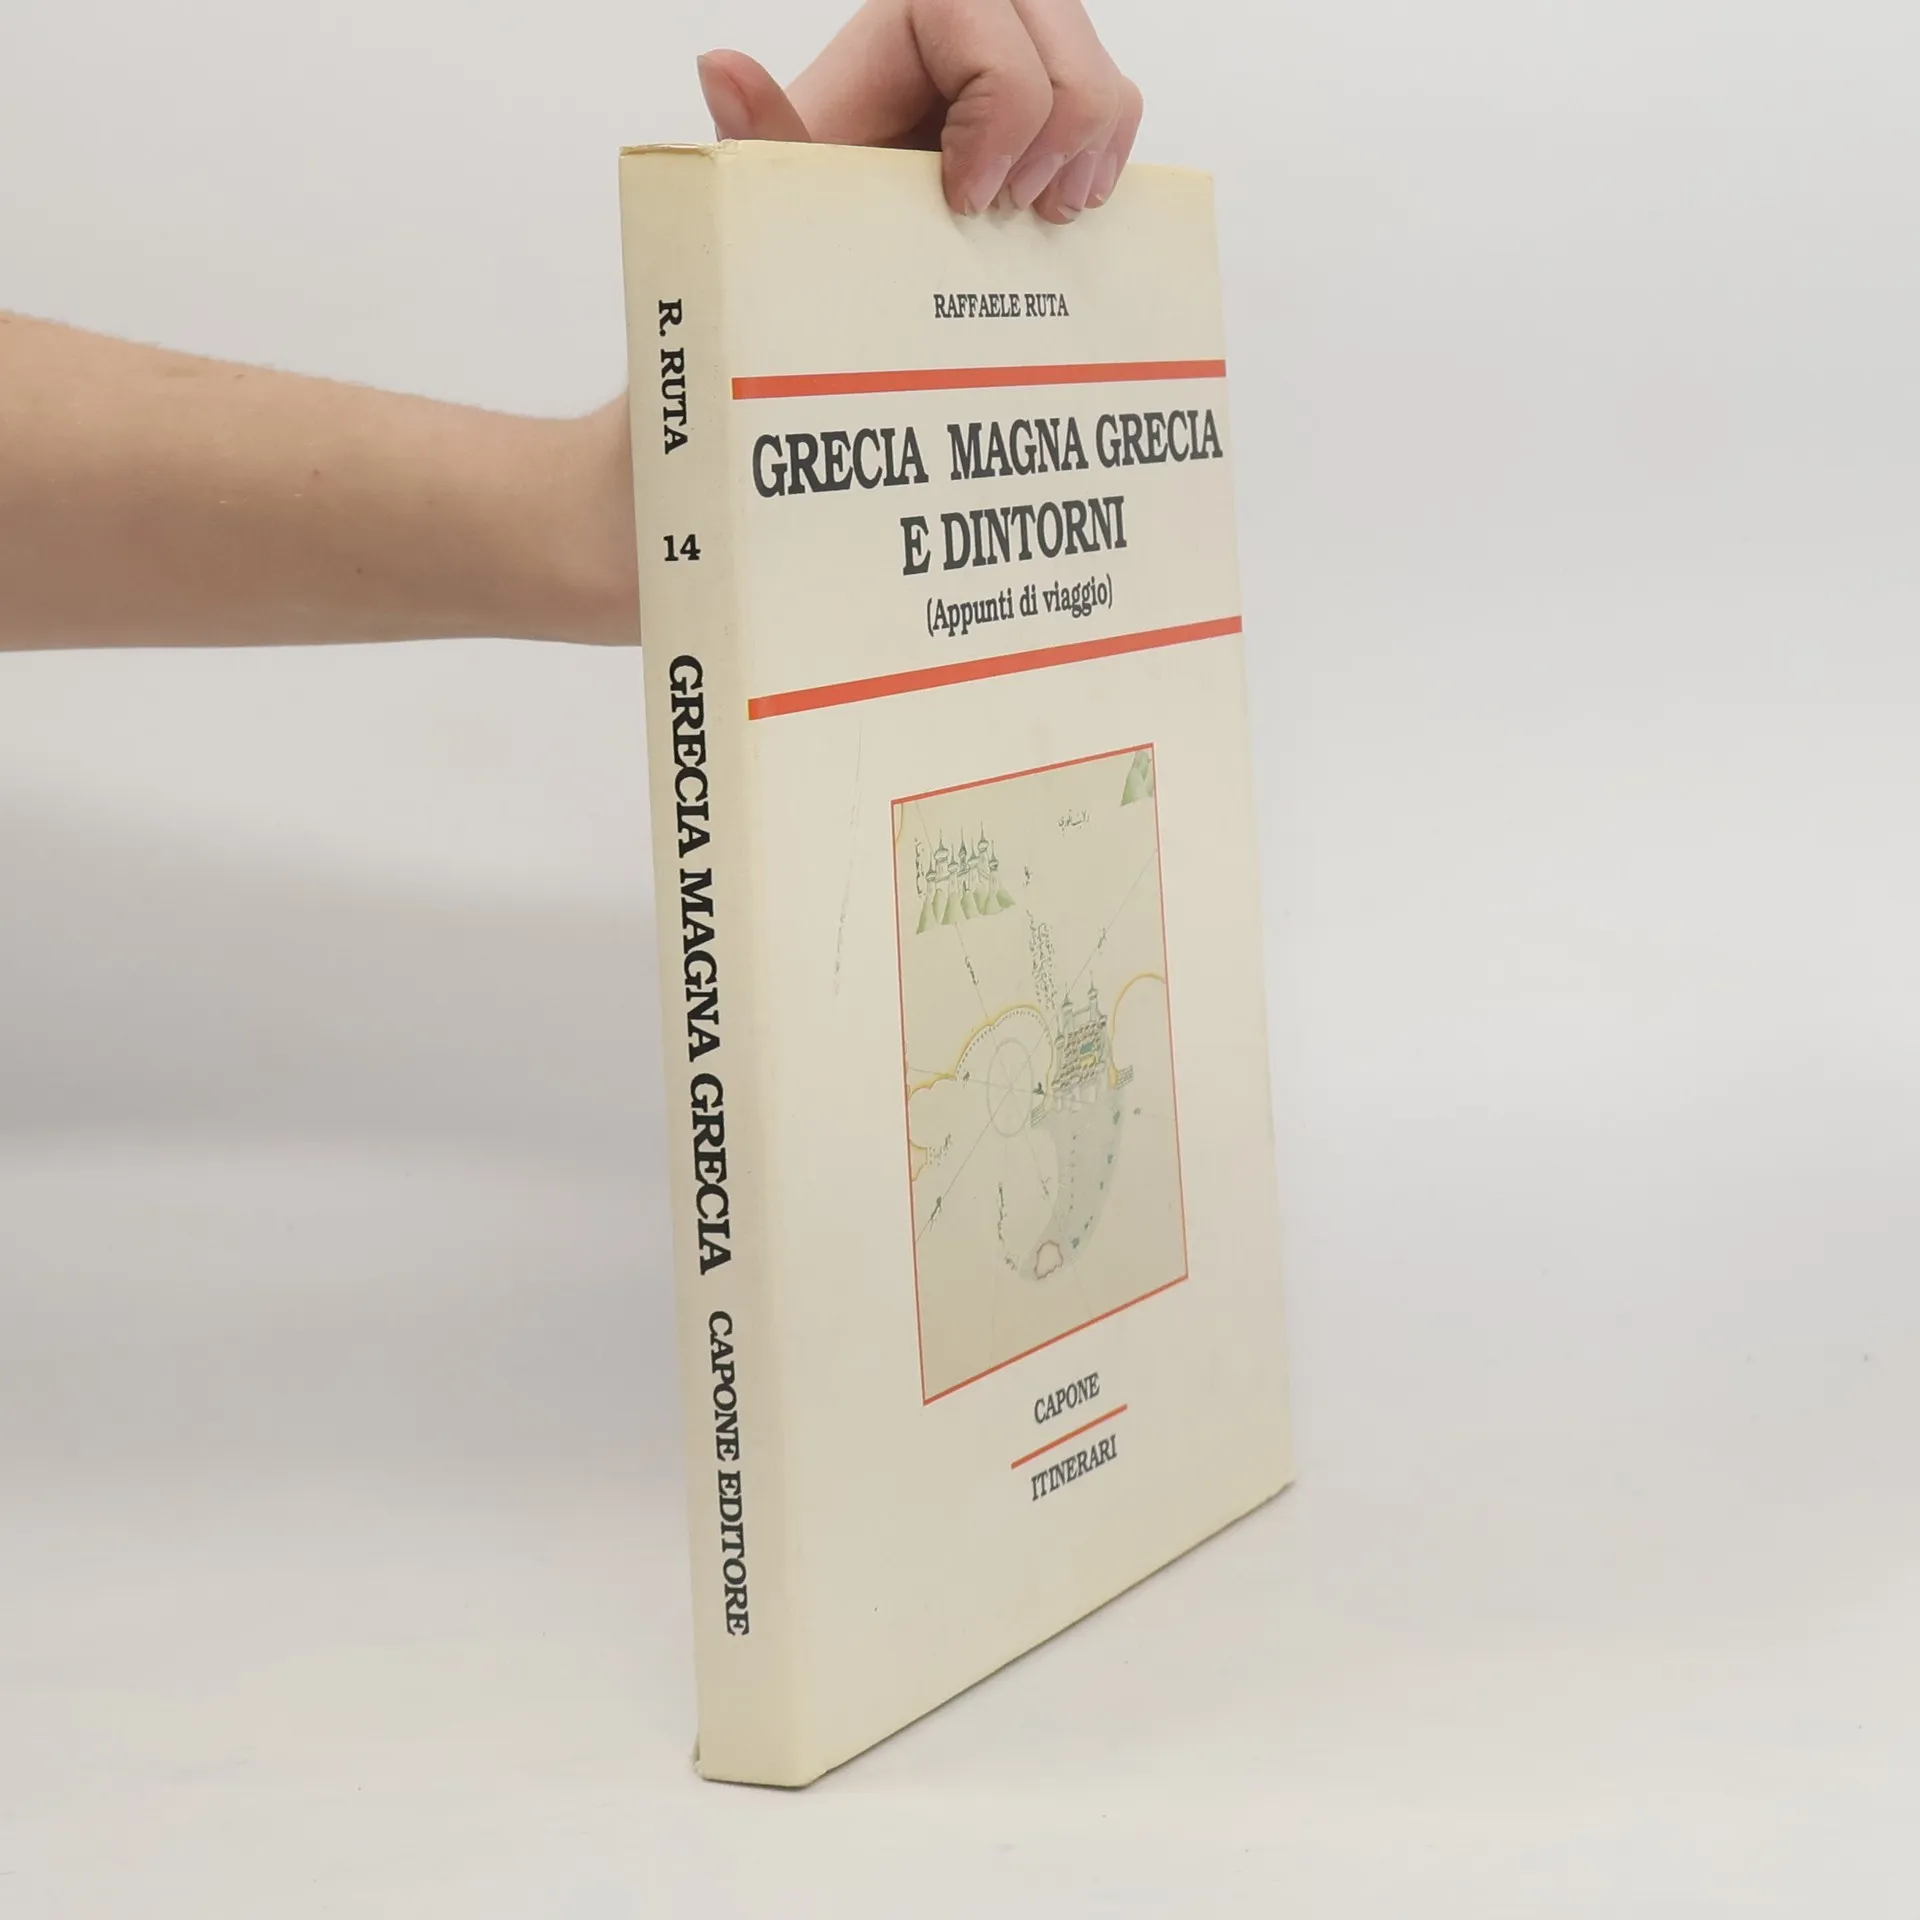 R. RUTA
14
GRECIA MAGNA GRECIA
CAPONE EDITORE
RAFFAELE RUTA
GRECIA MAGNA GRECIA
E DINTORNI
(Appunti di viaggio)
CAPONE
ITINERARI